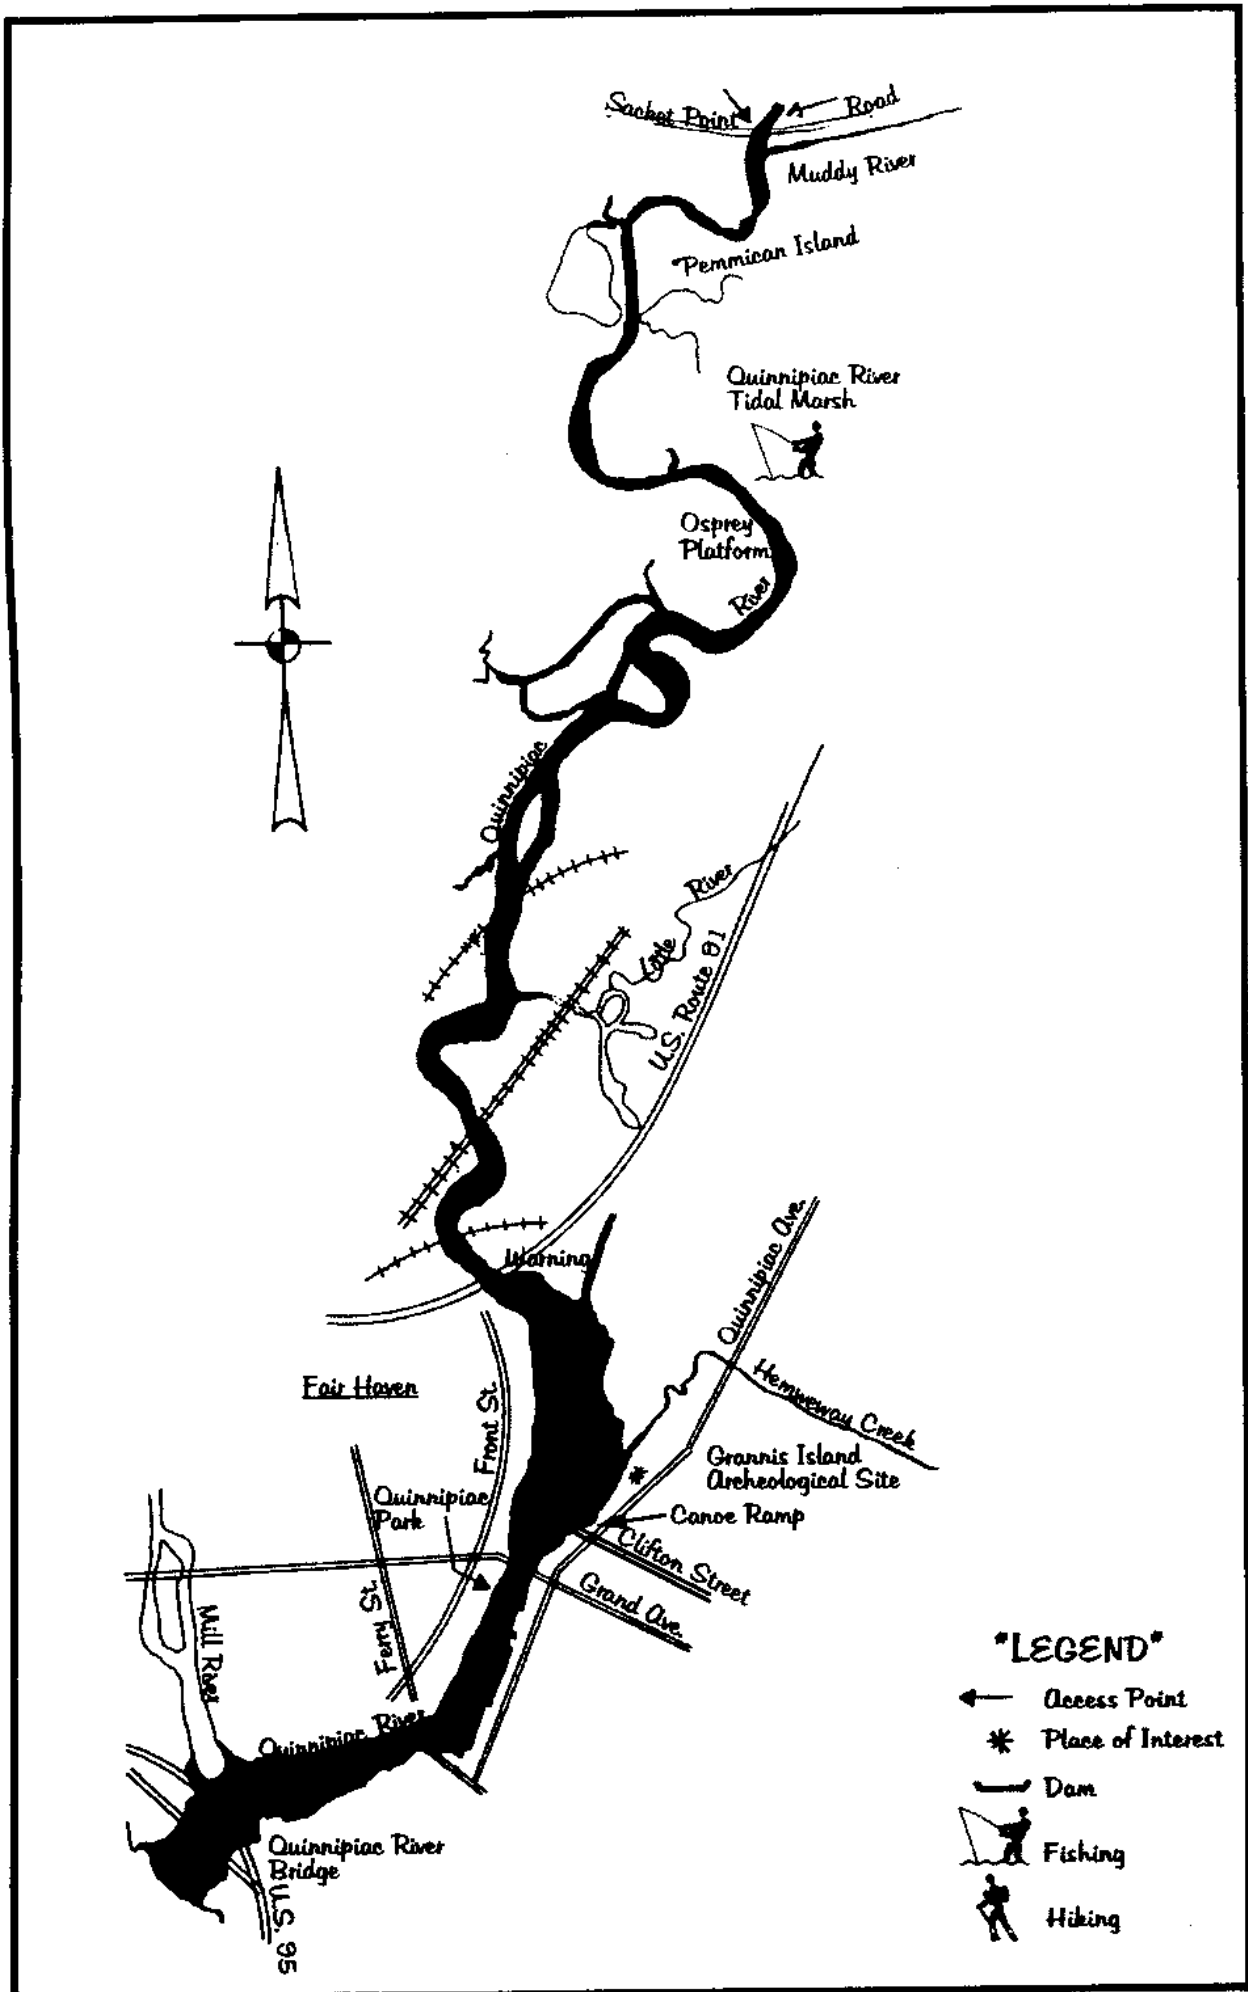 Sacket Point
Road
Muddy River
Pemmican Island
Quinnipiac River
Tidal Marsh
Osprey
Platform
River
Quinnipiac
River
Little
U.S. Route 91
Warning
Quinnipiac Ave.
Hemweway Creek
Fair Haven
Front St.
Grannis Island
Archeological Site
Quinnipiac
Park
Canoe Ramp
Clifton Street
Grand Ave.
Ferry St.
Mill River
Quinnipiac River
Quinnipiac River
Bridge
U.S. 95
"LEGEND"
Access Point
Place of Interest
Dam
Fishing
Hiking